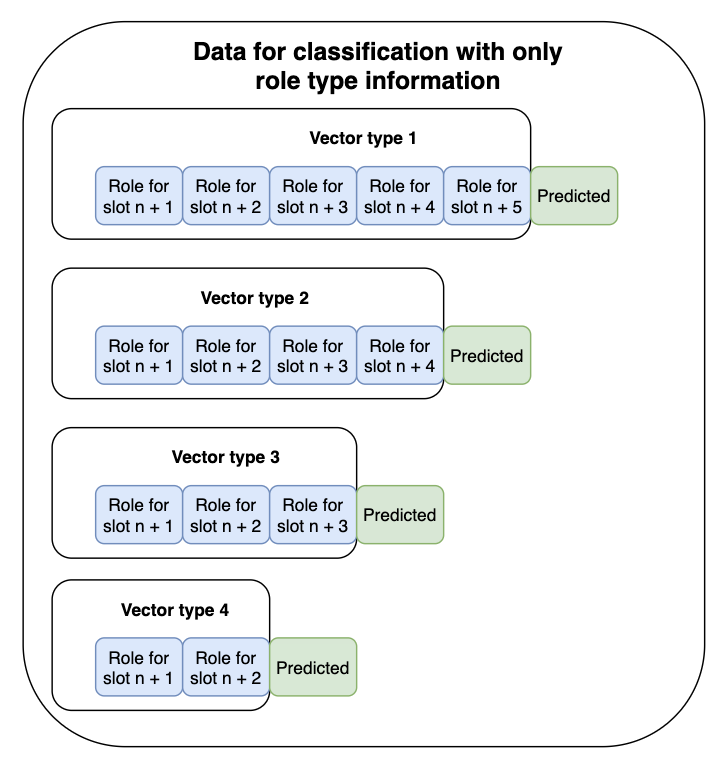 Data for classification with only
role type information
Vector type 1
Role for
slot n + 1
Role for
slot n + 2
Role for
slot n + 3
Role for
slot n + 4
Role for
slot n + 5
Predicted
Vector type 2
Role for
slot n + 1
Role for
slot n + 2
Role for
slot n + 3
Role for
slot n + 4
Predicted
Vector type 3
Role for
slot n + 1
Role for
slot n + 2
Role for
slot n + 3
Predicted
Vector type 4
Role for
slot n + 1
Role for
slot n + 2
Predicted